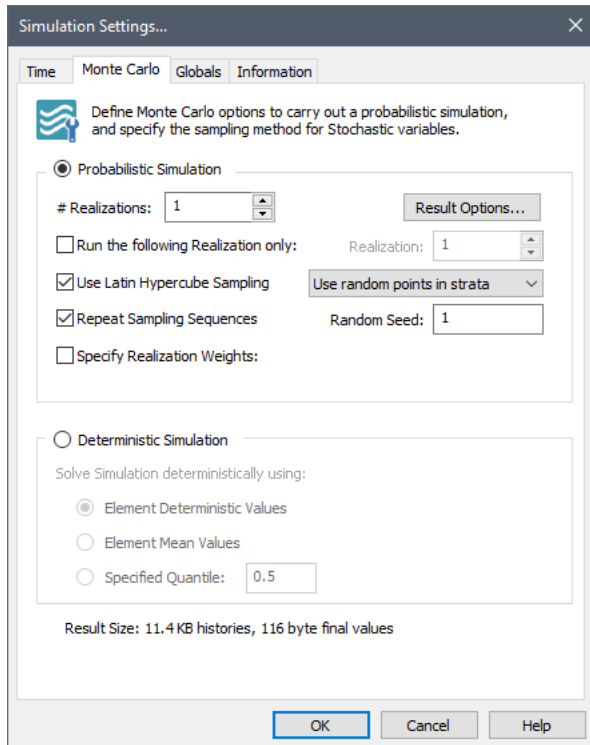 Simulation Settings...
Time Monte Carlo Globals Information
Define Monte Carlo options to carry out a probabilistic simulation,
and specify the sampling method for Stochastic variables.
Probabilistic Simulation
# Realizations: 1 Result Options...
Run the following Realization only: Realization: 1
Use Latin Hypercube Sampling Use random points in strata
Repeat Sampling Sequences Random Seed: 1
Specify Realization Weights:
Deterministic Simulation
Solve Simulation deterministically using:
Element Deterministic Values
Element Mean Values
Specified Quantile: 0.5
Result Size: 11.4 KB histories, 116 byte final values
OK Cancel Help